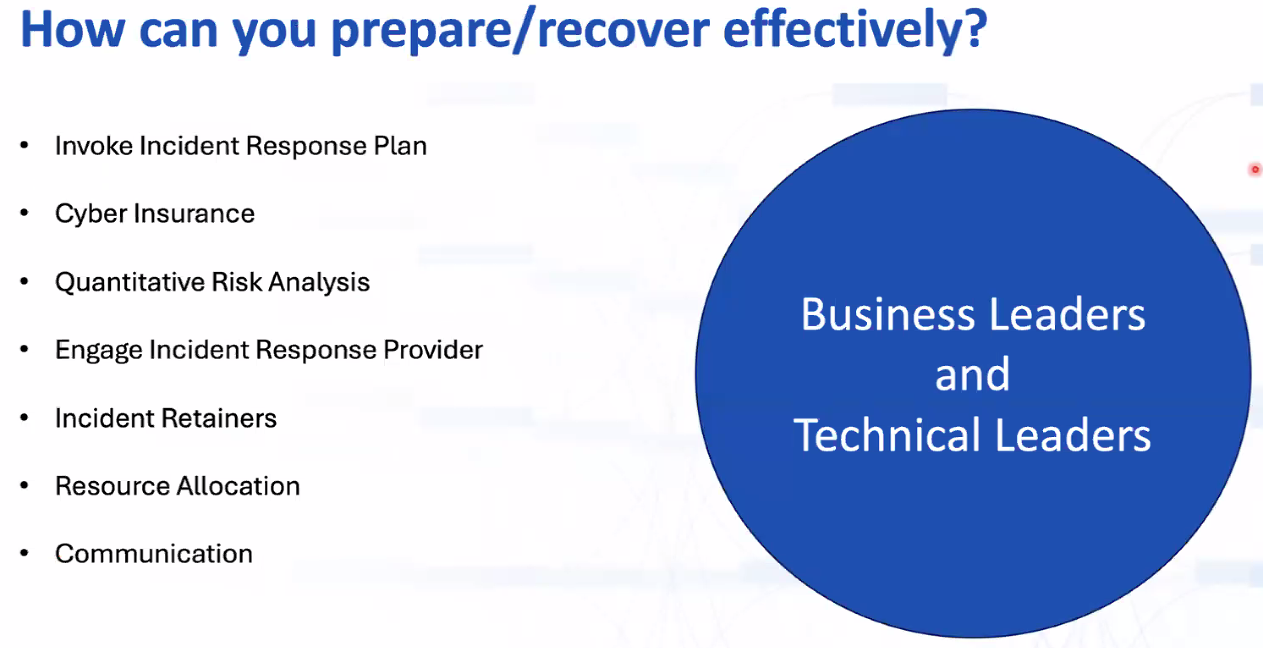 How can you prepare/recover effectively?
• Invoke Incident Response Plan
• Cyber Insurance
• Quantitative Risk Analysis
• Engage Incident Response Provider
• Incident Retainers
• Resource Allocation
• Communication
Business Leaders
and
Technical Leaders